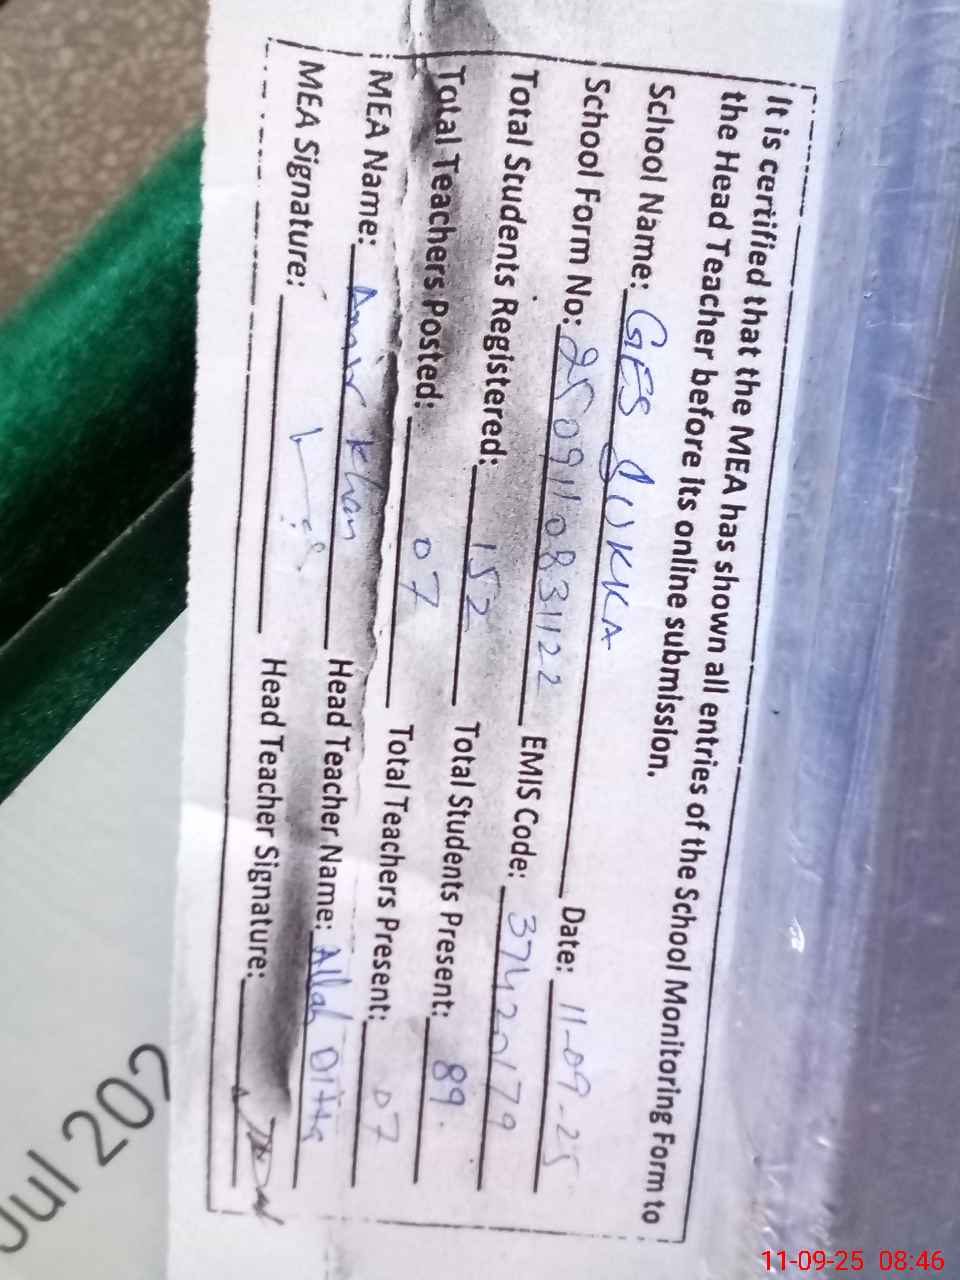 It is certified that the MEA has shown all entries of the School Monitoring Form to
the Head Teacher before its online submission.
School Name: GES JUKKA Date: 11-09-25
School Form No: 2509110831122 EMIS Code: 37420179
Total Students Registered: 152 Total Students Present: 89
Total Teachers Posted: 07 Total Teachers Present: 07
MEA Name: Amir Khan Head Teacher Name: Allah Ditta
MEA Signature: Head Teacher Signature:
Jul 202
11-09-25 08:46